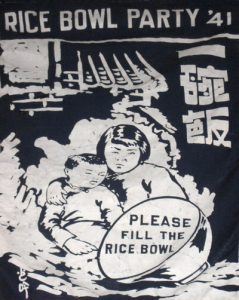 RICE BOWL PARTY '41
一碗飯
PLEASE
FILL THE
RICE BOWL